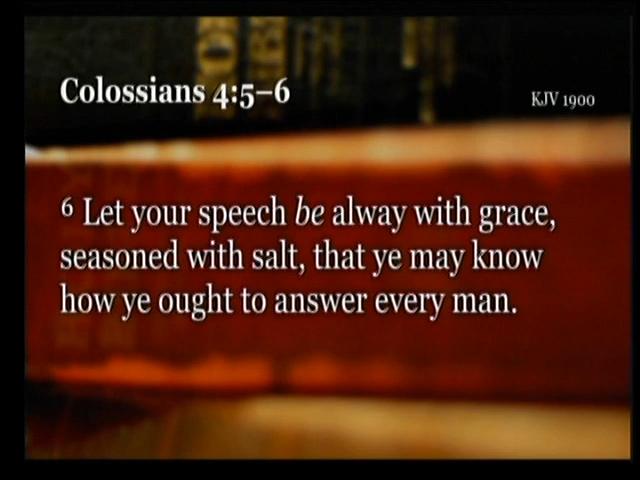 Colossians 4:5–6
KJV 1900
6 Let your speech be alway with grace,
seasoned with salt, that ye may know
how ye ought to answer every man.